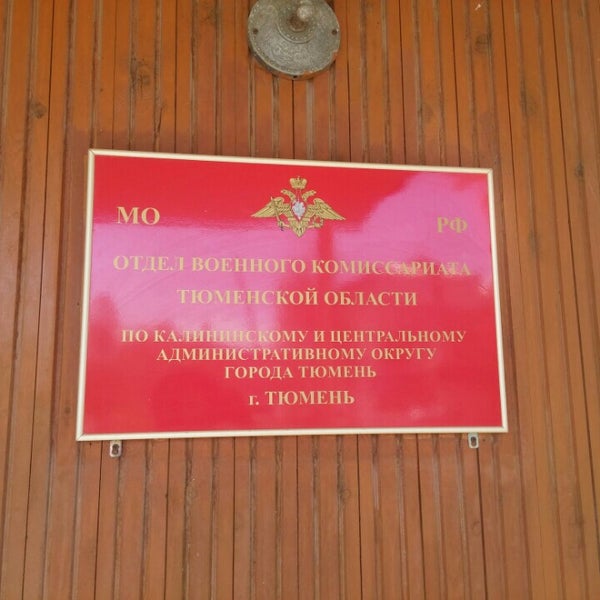 МО РФ
ОТДЕЛ ВОЕННОГО КОМИССАРИАТА
ТЮМЕНСКОЙ ОБЛАСТИ
ПО КАЛИНИНСКОМУ И ЦЕНТРАЛЬНОМУ
АДМИНИСТРАТИВНОМУ ОКРУГУ
ГОРОДА ТЮМЕНЬ
г. ТЮМЕНЬ